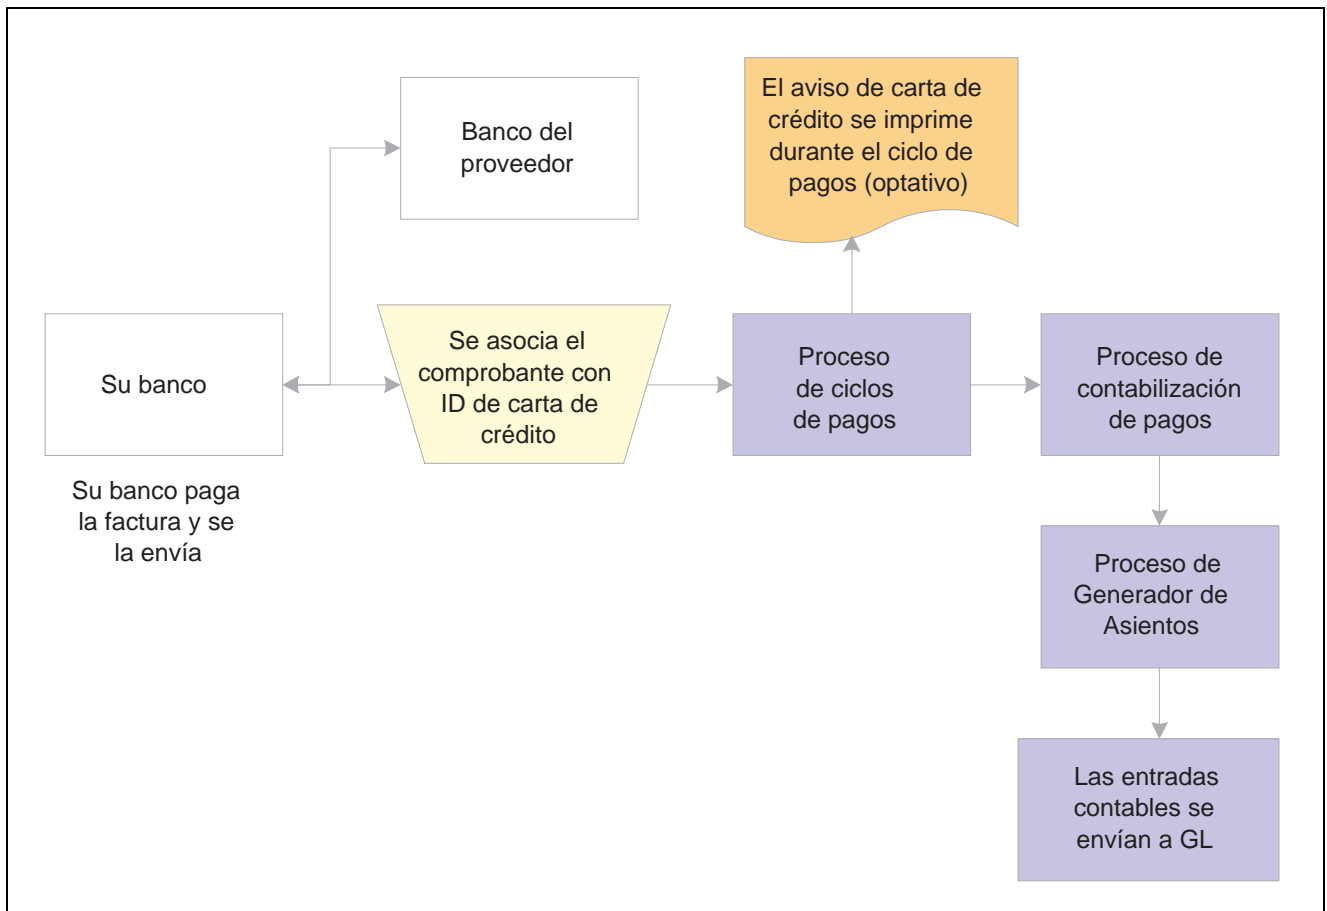 Banco del
proveedor
El aviso de carta de
crédito se imprime
durante el ciclo de
pagos (optativo)
Su banco
Su banco paga
la factura y se
la envía
Se asocia el
comprobante con
ID de carta de
crédito
Proceso
de ciclos
de pagos
Proceso de
contabilización
de pagos
Proceso de
Generador de
Asientos
Las entradas
contables se
envían a GL